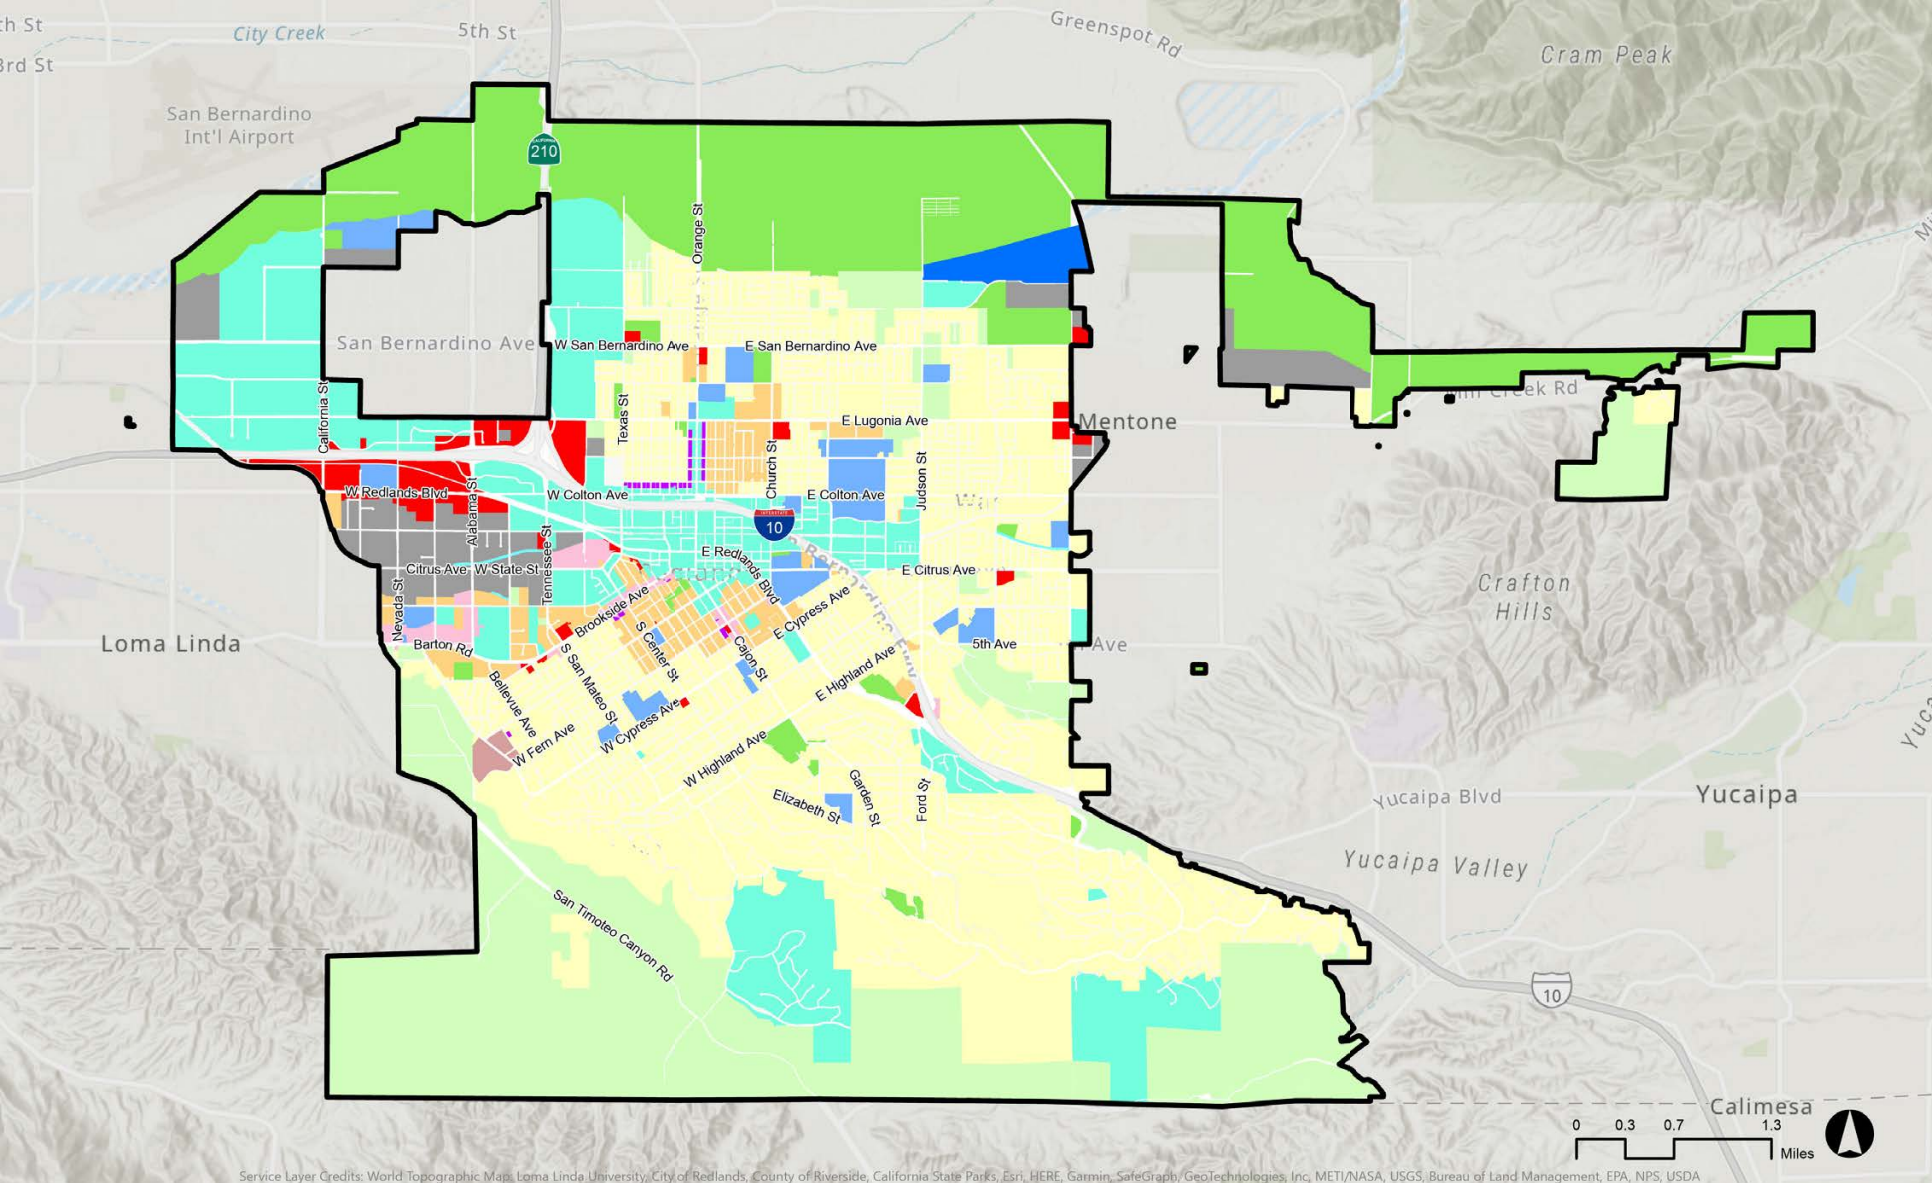 th St
City Creek
5th St
Greenspot Rd
3rd St
Cram Peak
San Bernardino
Int'l Airport
CALIFORNIA
210
Orange St
San Bernardino Ave
W San Bernardino Ave
E San Bernardino Ave
Creek Rd
California St
Texas St
E Lugonia Ave
Mentone
Church St
Judson St
W Redlands Blvd
Alabama St
W Colton Ave
E Colton Ave
INTERSTATE
10
Tennessee St
E Redlands Blvd
Citrus Ave
W State St
E Citrus Ave
Crafton
Hills
Nevada St
Brookside Ave
E Cypress Ave
Loma Linda
Barton Rd
S Center St
Cajon St
5th Ave
Ave
S San Mateo St
E Highland Ave
Bellevue Ave
W Fern Ave
W Cypress Ave
W Highland Ave
Garden St
Elizabeth St
Ford St
Yucaipa Blvd
Yucaipa
Yucaipa Valley
San Timoteo Canyon Rd
10
Calimesa
0 0.3 0.7 1.3
Miles
Service Layer Credits: World Topographic Map: Loma Linda University, City of Redlands, County of Riverside, California State Parks, Esri, HERE, Garmin, SafeGraph, GeoTechnologies, Inc, METI/NASA, USGS, Bureau of Land Management, EPA, NPS, USDA